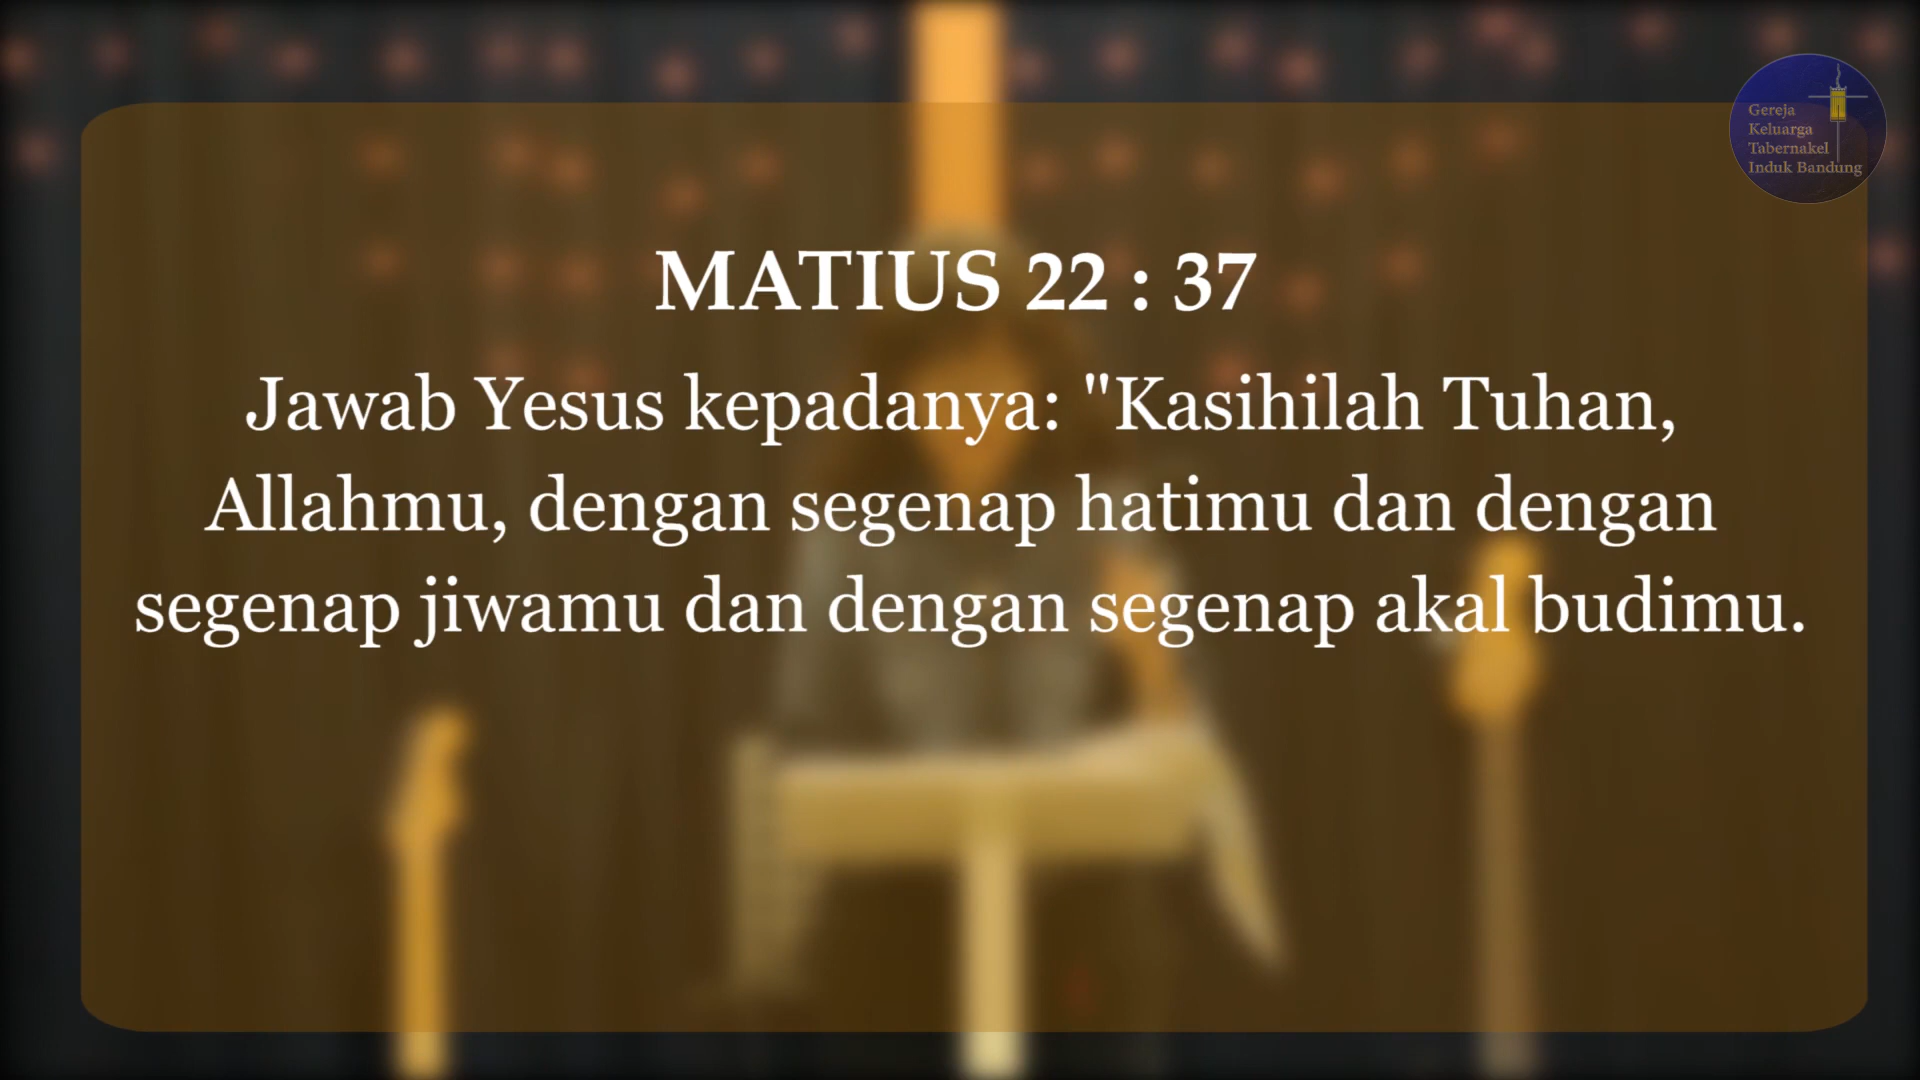 Gereja
Keluarga
Tabernakel
Induk Bandung
MATIUS 22 : 37
Jawab Yesus kepadanya: "Kasihilah Tuhan,
Allahmu, dengan segenap hatimu dan dengan
segenap jiwamu dan dengan segenap akal budimu.